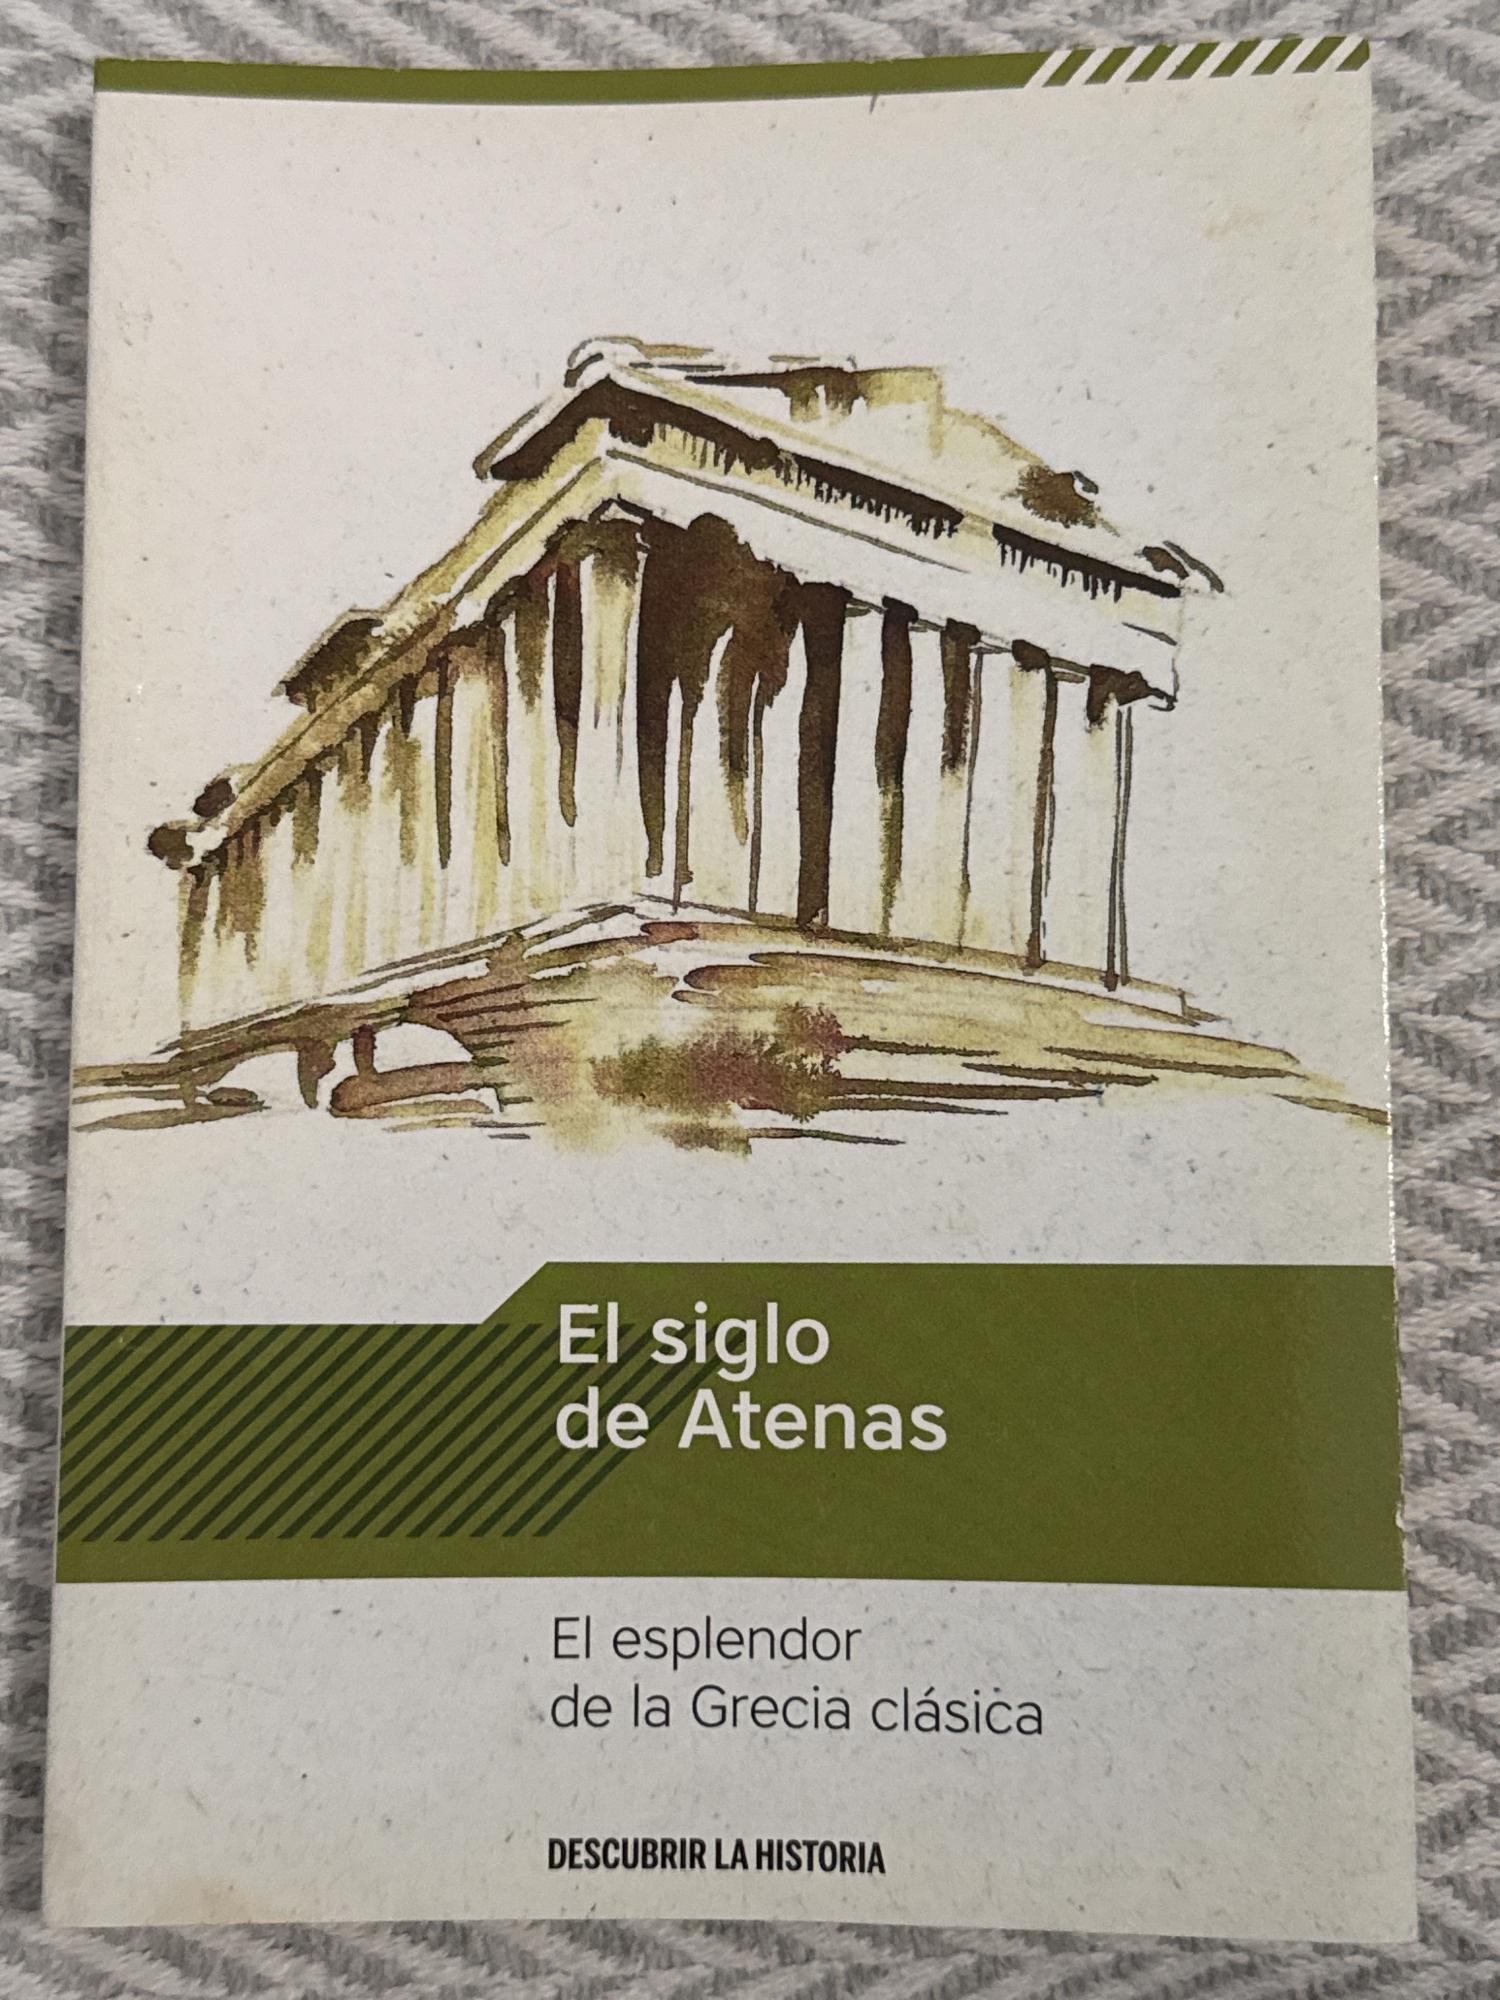 El siglo
de Atenas
El esplendor
de la Grecia clásica
DESCUBRIR LA HISTORIA